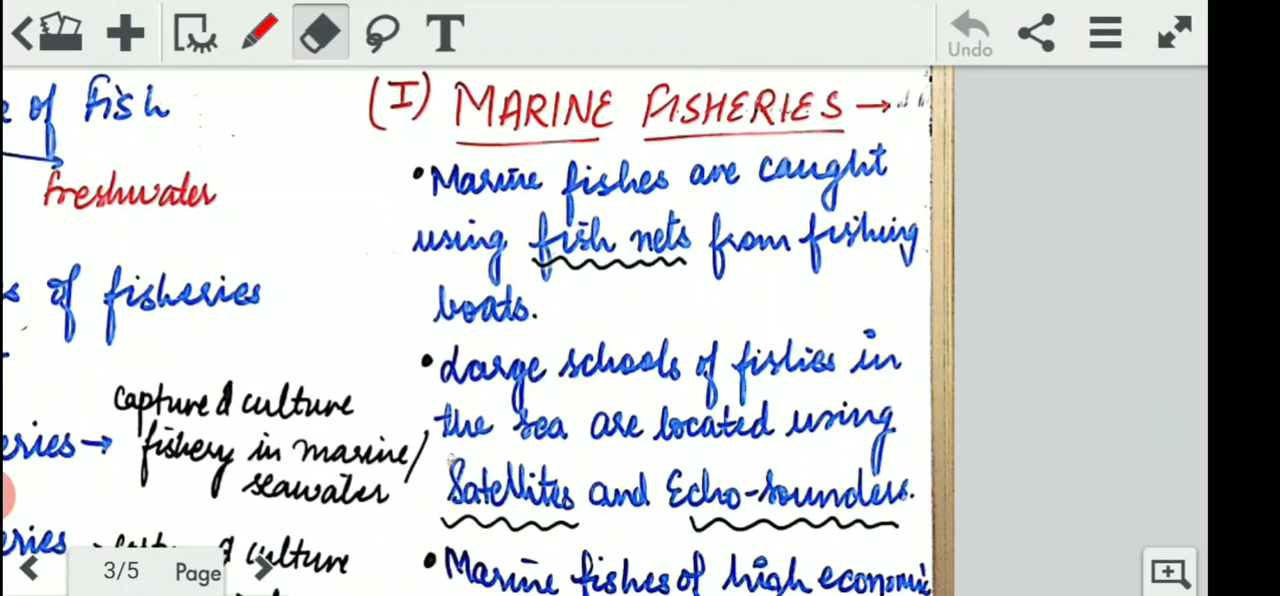 T
Undo
e of fish
freshwater
s of fisheries
eries → capture & culture
fishery in marine/
seawater
eries
culture
(I) MARINE FISHERIES →
• Marine fishes are caught
using fish nets from fishing
boats.
• Large schools of fishies in
the sea are located using
Satellites and Echo-sounders.
• Marine fishes of high economic
3/5 Page